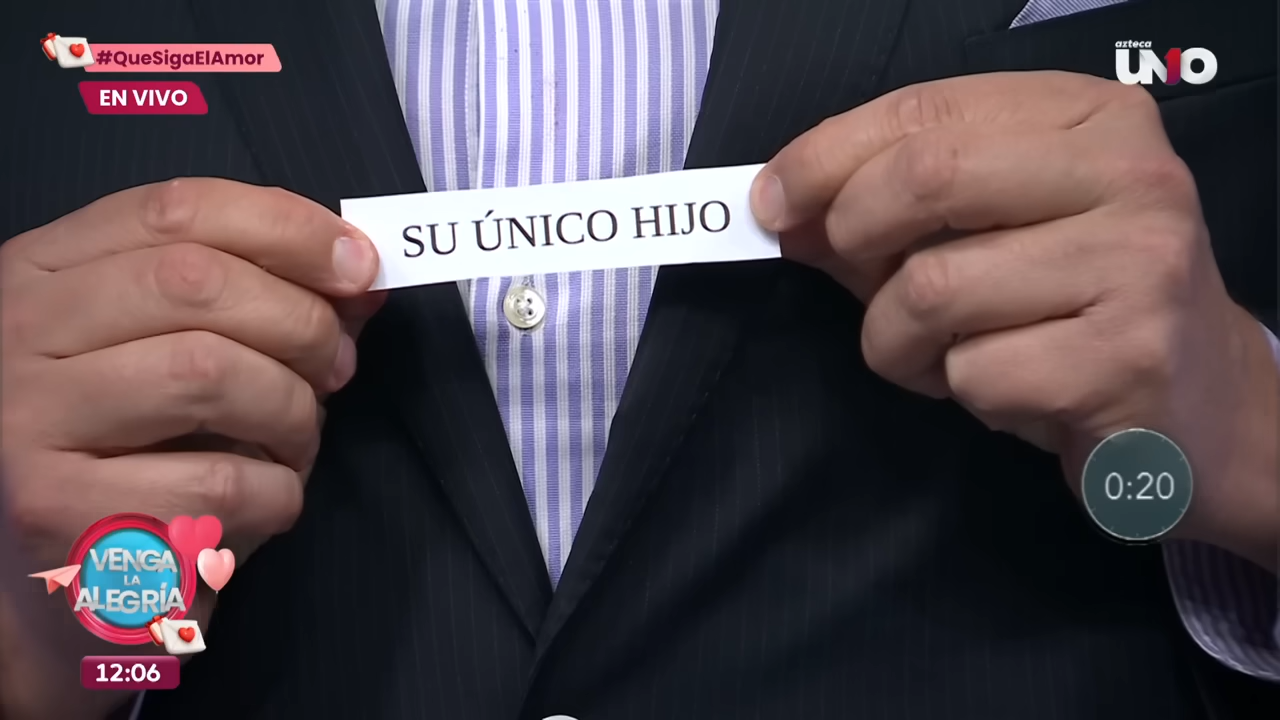 #QueSigaElAmor
EN VIVO
azteca
UNO
SU ÚNICO HIJO
0:20
VENGA
LA
ALEGRÍA
12:06